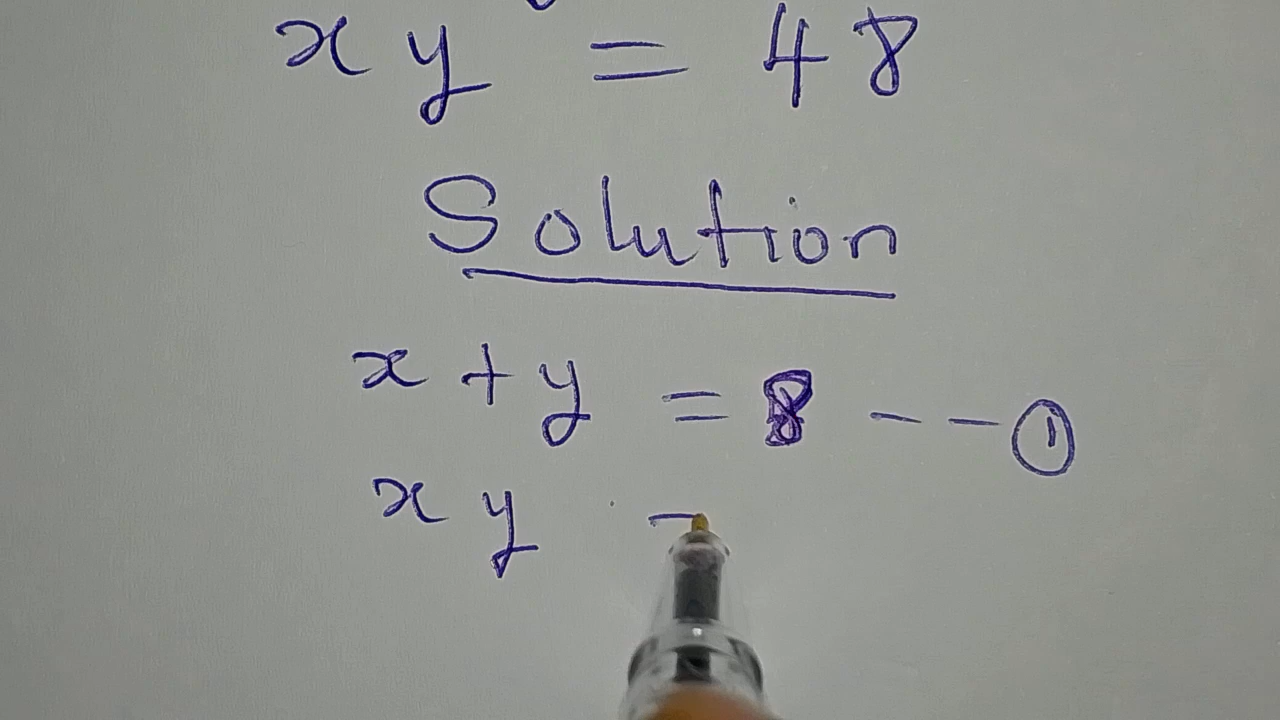 xy = 48
Solution
x + y = 8 -- ①
xy